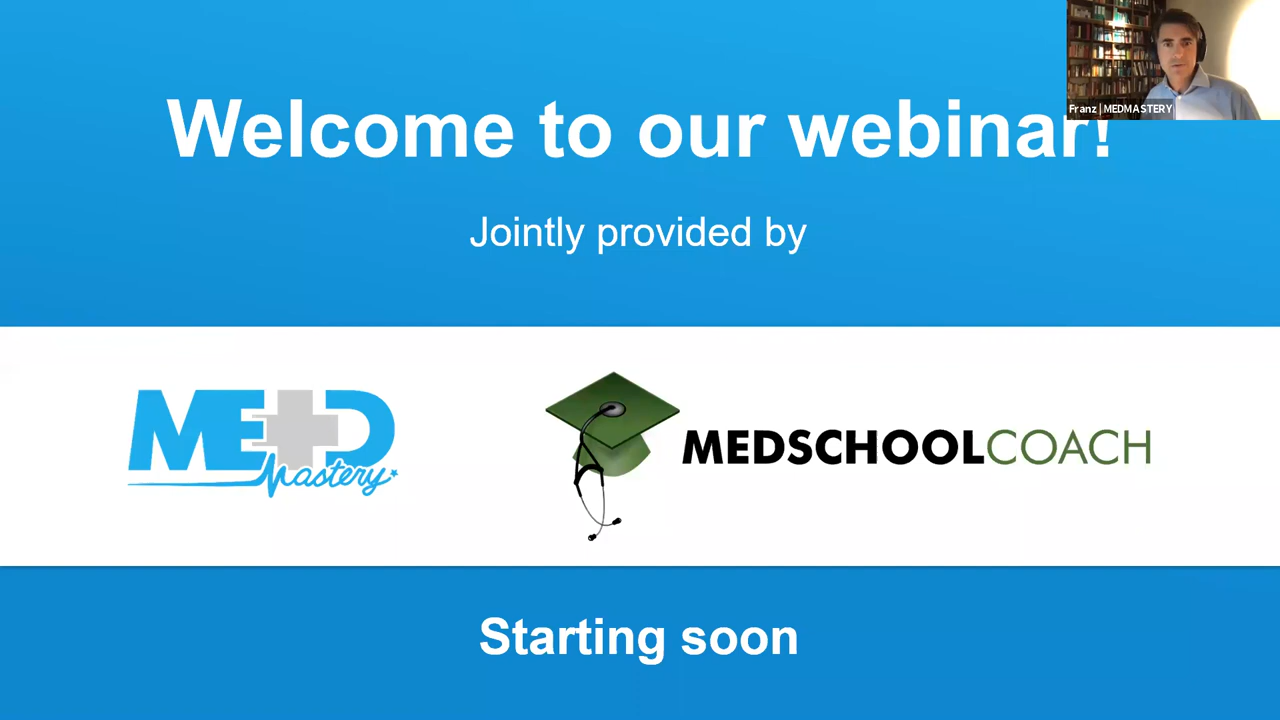 Welcome to our webinar!
Franz | MEDMASTERY
Jointly provided by
MED
Mastery
MEDSCHOOLCOACH
Starting soon